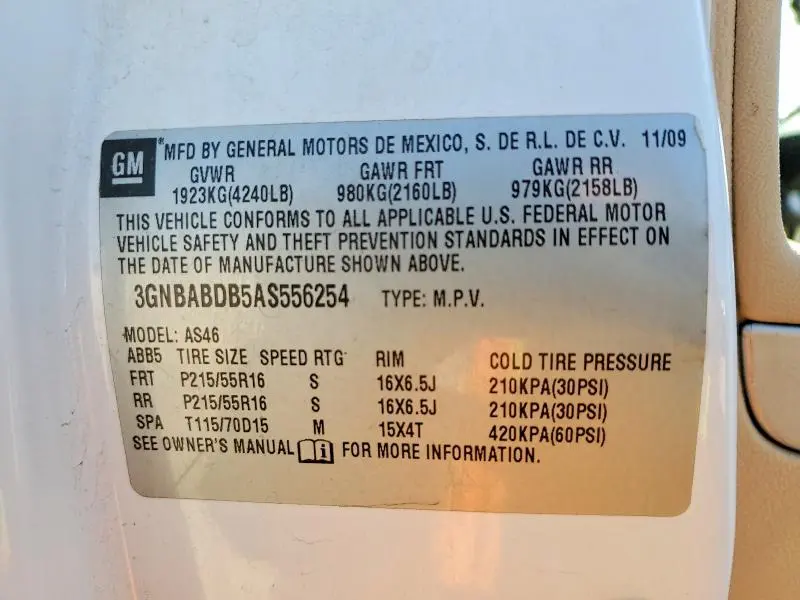 GM MFD BY GENERAL MOTORS DE MEXICO, S. DE R.L. DE C.V. 11/09
GVWR GAWR FRT GAWR RR
1923KG(4240LB) 980KG(2160LB) 979KG(2158LB)
THIS VEHICLE CONFORMS TO ALL APPLICABLE U.S. FEDERAL MOTOR
VEHICLE SAFETY AND THEFT PREVENTION STANDARDS IN EFFECT ON
THE DATE OF MANUFACTURE SHOWN ABOVE.
3GNBABDB5AS556254 TYPE: M.P.V.
MODEL: AS46
ABB5 TIRE SIZE SPEED RTG RIM COLD TIRE PRESSURE
FRT P215/55R16 S 16X6.5J 210KPA(30PSI)
RR P215/55R16 S 16X6.5J 210KPA(30PSI)
SPA T115/70D15 M 15X4T 420KPA(60PSI)
SEE OWNER'S MANUAL i FOR MORE INFORMATION.